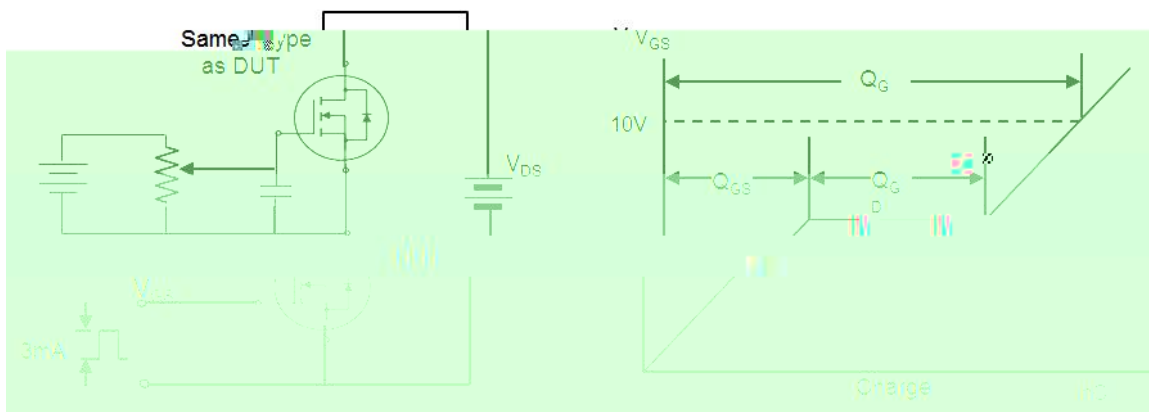 Same Type
as DUT
VDS
3mA
VGS
QG
10V
QGS
QG
D
Charge